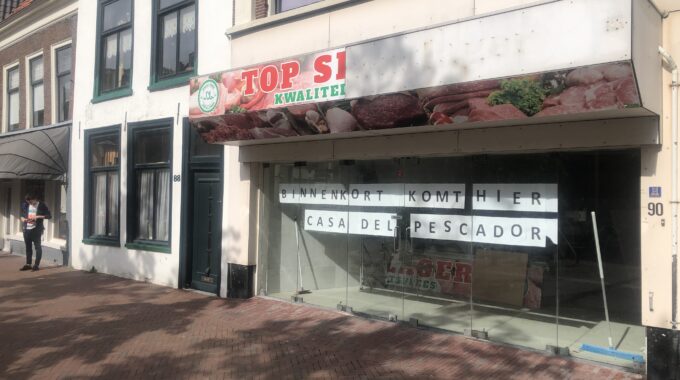 TOP SL
KWALITEI
BINNENKORT KOMT HIER
CASA DEL PESCADOR
88
90